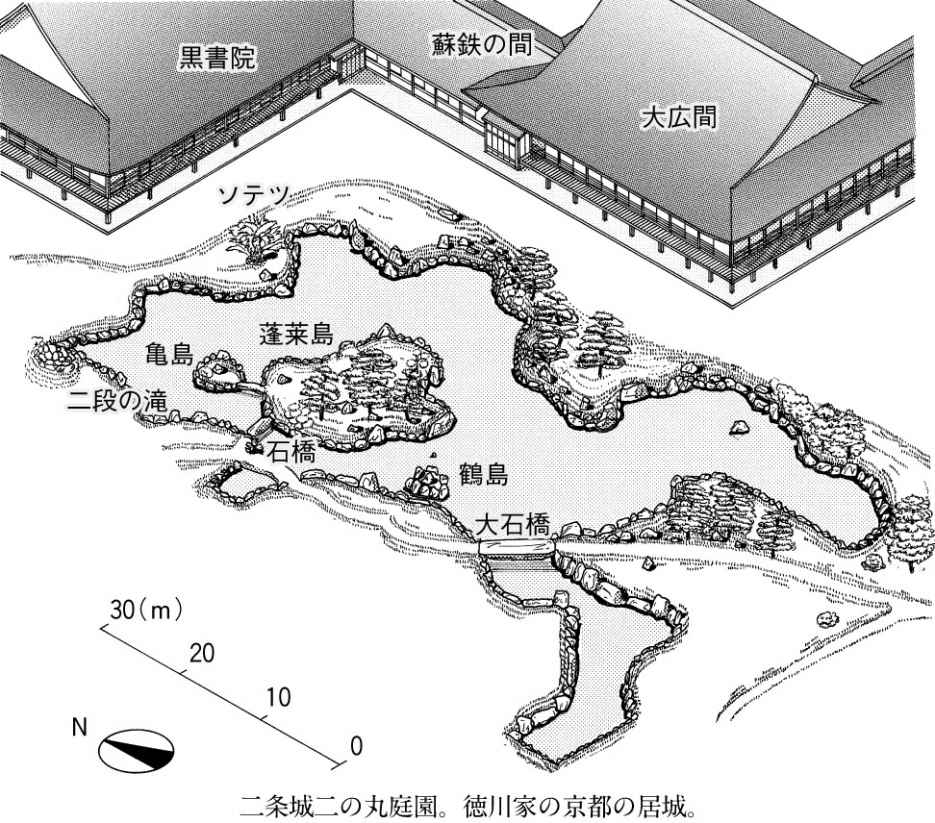 黒書院
蘇鉄の間
大広間
ソテツ
蓬莱島
亀島
二段の滝
石橋
鶴島
大石橋
30(m)
20
10
0
N
二条城二の丸庭園。徳川家の京都の居城。